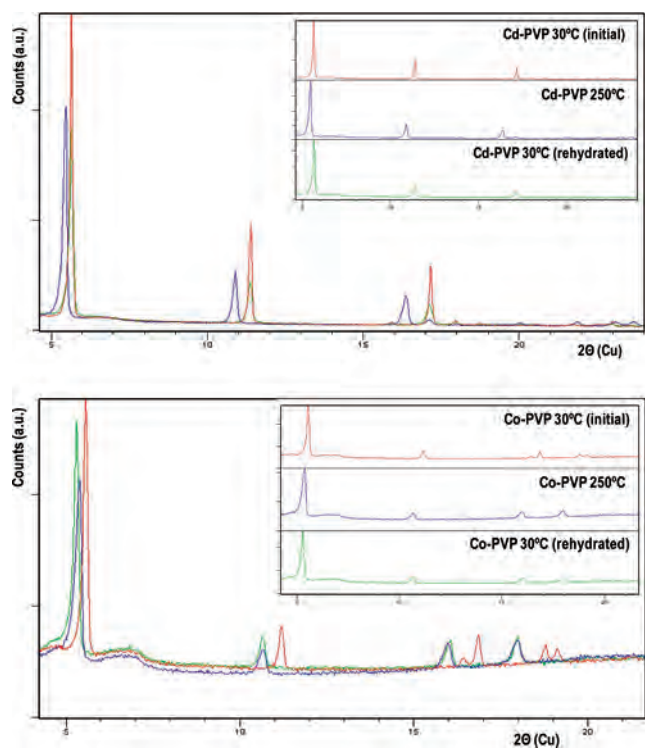 Counts (a.u.)
Cd-PVP 30ºC (initial)
Cd-PVP 250ºC
Cd-PVP 30ºC (rehydrated)
5
10
15
20
2Θ (Cu)
Counts (a.u.)
Co-PVP 30ºC (initial)
Co-PVP 250ºC
Co-PVP 30ºC (rehydrated)
5
10
15
20
2Θ (Cu)